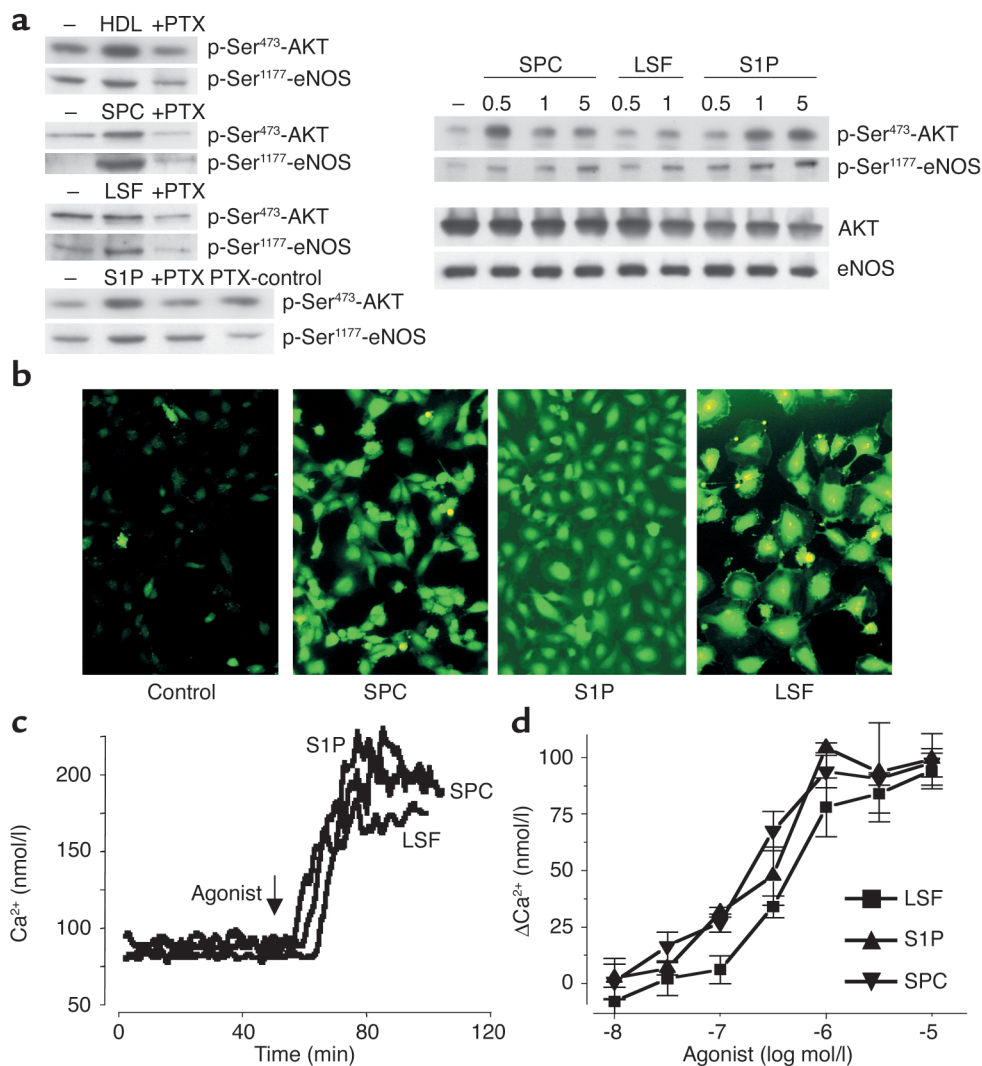 a
– HDL +PTX
p-Ser473-AKT
p-Ser1177-eNOS
– SPC +PTX
p-Ser473-AKT
p-Ser1177-eNOS
– LSF +PTX
p-Ser473-AKT
p-Ser1177-eNOS
– S1P +PTX PTX-control
p-Ser473-AKT
p-Ser1177-eNOS
SPC LSF S1P
– 0.5 1 5 0.5 1 0.5 1 5
p-Ser473-AKT
p-Ser1177-eNOS
AKT
eNOS
b
Control SPC S1P LSF
c
Ca2+ (nmol/l)
200
150
100
50
S1P
SPC
LSF
Agonist
0 40 80 120
Time (min)
d
ΔCa2+ (nmol/l)
100
75
50
25
0
LSF
S1P
SPC
-8 -7 -6 -5
Agonist (log mol/l)